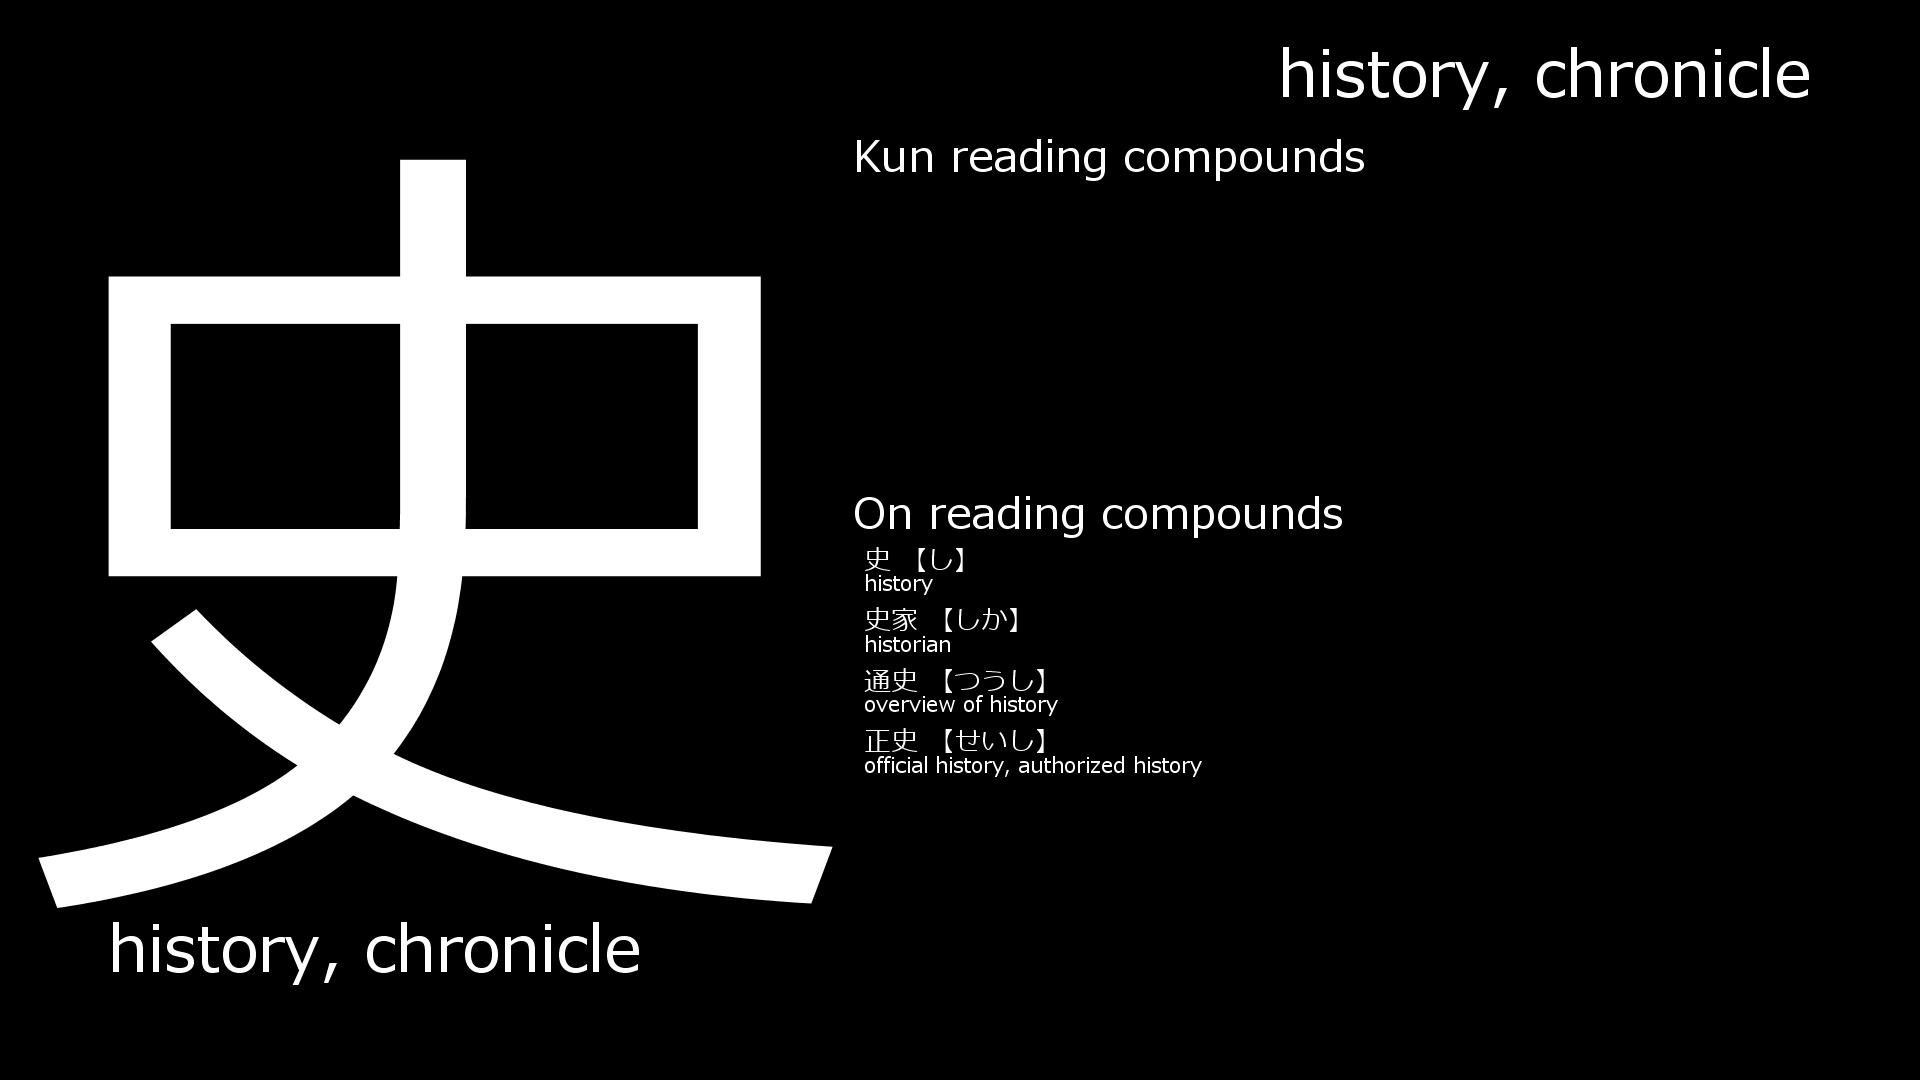 史
history, chronicle
history, chronicle
Kun reading compounds
On reading compounds
史 【し】
history
史家 【しか】
historian
通史 【つうし】
overview of history
正史 【せいし】
official history, authorized history